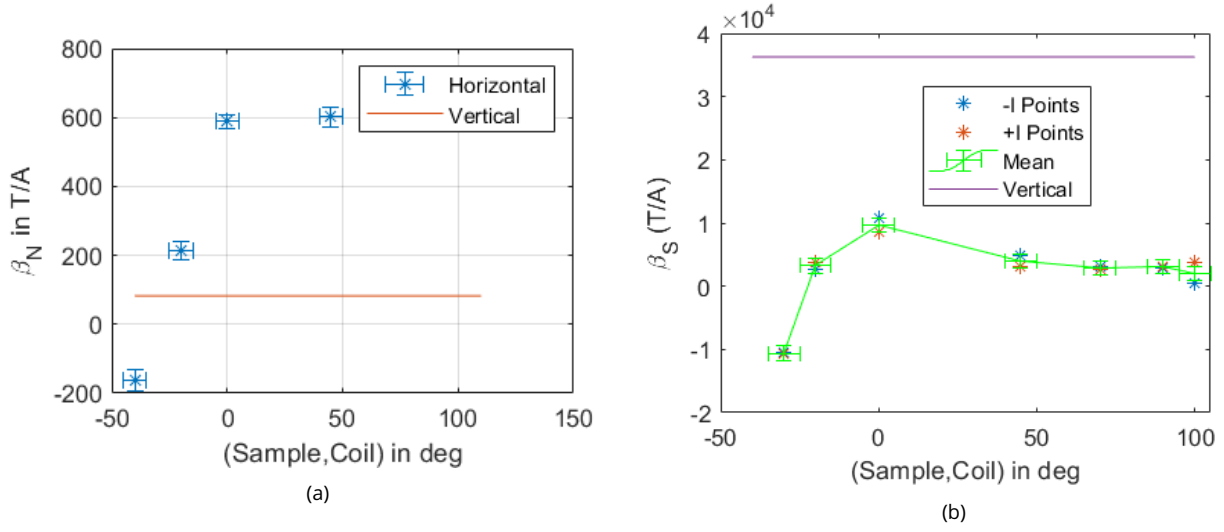 800
600
400
200
0
-200
-50
0
50
100
150
β_N in T/A
(Sample,Coil) in deg
Horizontal
Vertical
(a)
×10⁴
4
3
2
1
0
-1
-2
-50
0
50
100
β_S (T/A)
(Sample,Coil) in deg
-I Points
+I Points
Mean
Vertical
(b)